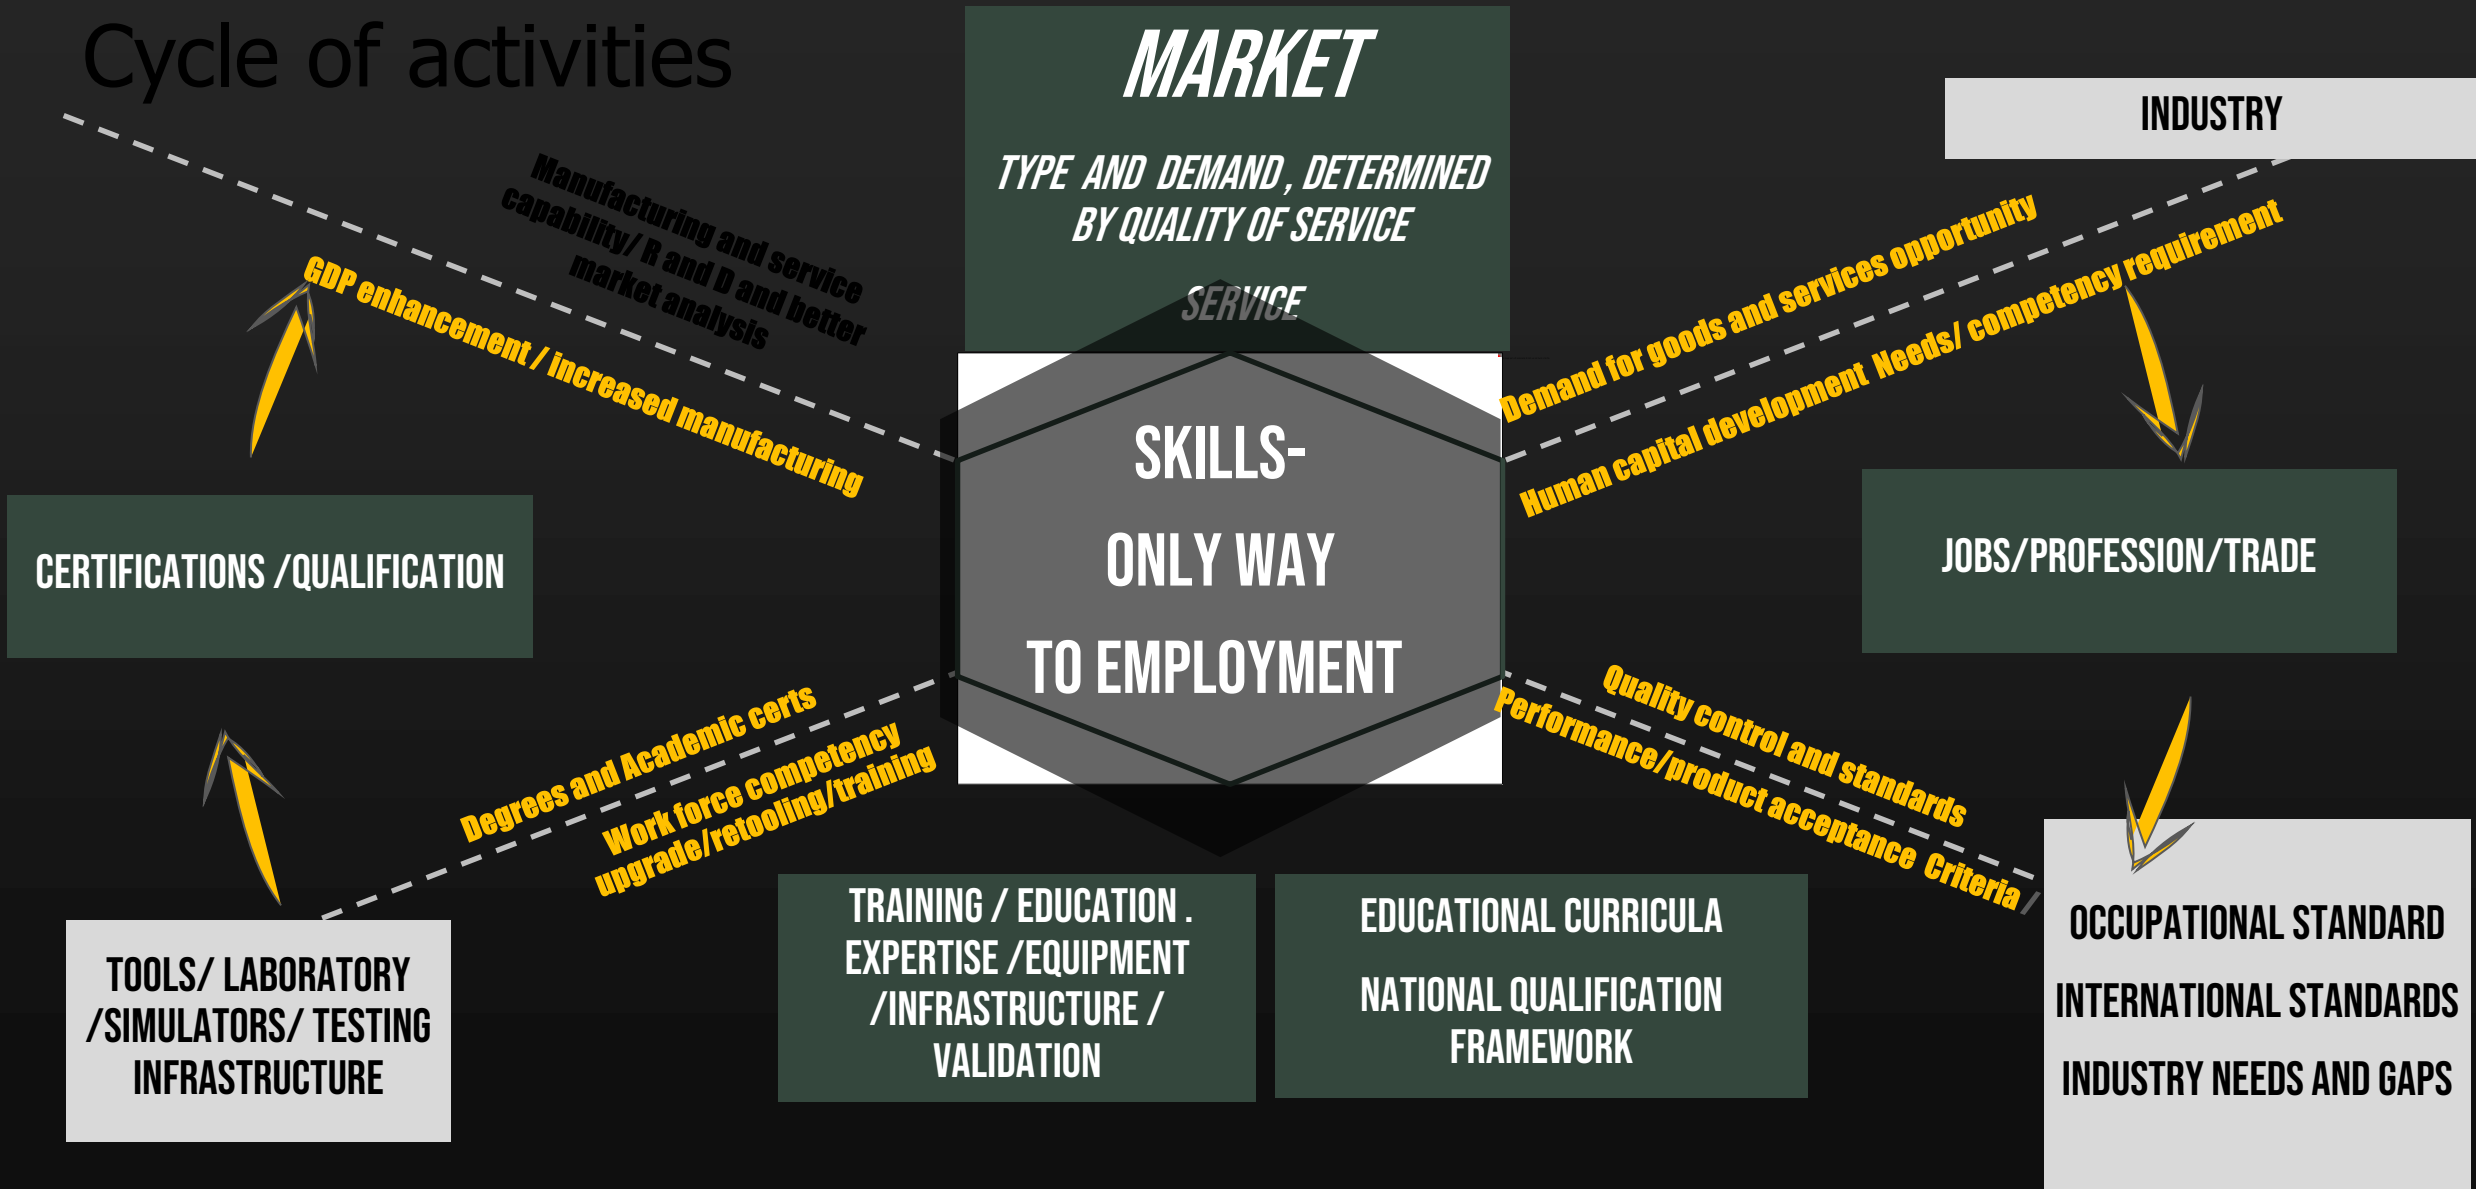 Cycle of activities
MARKET
TYPE AND DEMAND , DETERMINED
BY QUALITY OF SERVICE
SERVICE
INDUSTRY
Manufacturing and service
capability/ R and D and better
market analysis
GDP enhancement / increased manufacturing
Demand for goods and services opportunity
Human capital development Needs/ competency requirement
SKILLS-
ONLY WAY
TO EMPLOYMENT
CERTIFICATIONS /QUALIFICATION
JOBS/PROFESSION/TRADE
Degrees and Academic certs
Work force competency
upgrade/retooling/training
Quality control and standards
Performance/product acceptance Criteria /
TOOLS/ LABORATORY
/SIMULATORS/ TESTING
INFRASTRUCTURE
TRAINING / EDUCATION .
EXPERTISE /EQUIPMENT
/INFRASTRUCTURE /
VALIDATION
EDUCATIONAL CURRICULA
NATIONAL QUALIFICATION
FRAMEWORK
OCCUPATIONAL STANDARD
INTERNATIONAL STANDARDS
INDUSTRY NEEDS AND GAPS